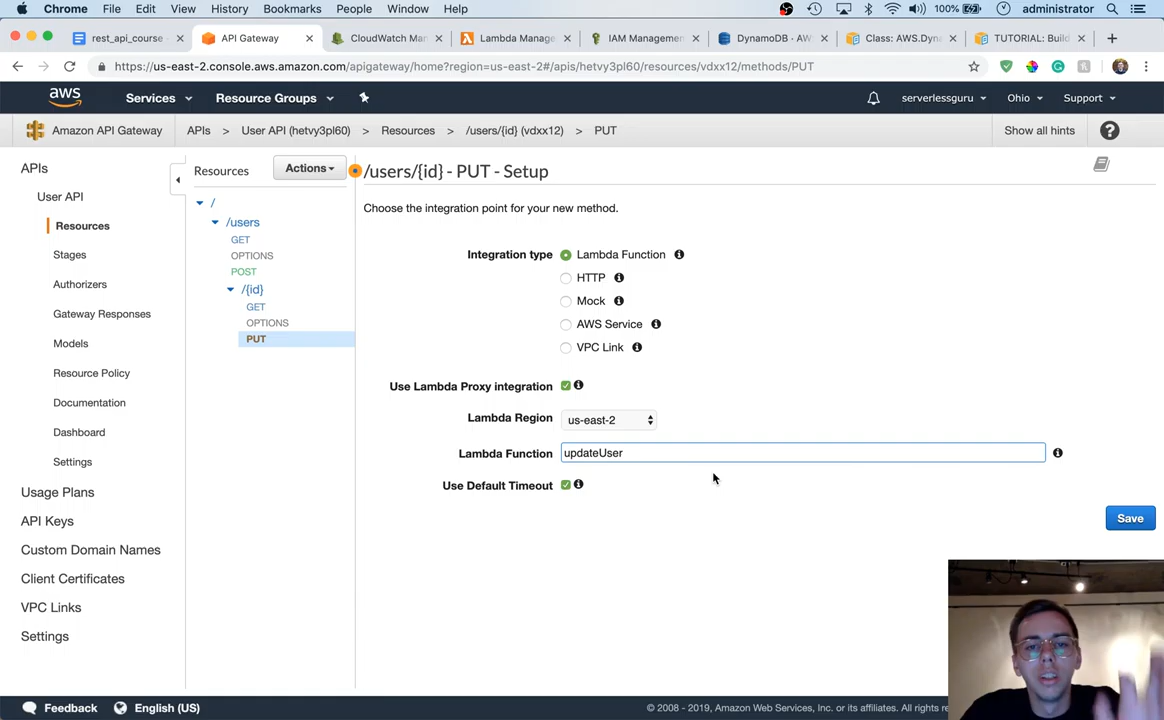 Chrome File Edit View History Bookmarks People Window Help 100% administrator
rest_api_course API Gateway CloudWatch Man Lambda Manage IAM Management DynamoDB · AW Class: AWS.Dyn TUTORIAL: Build
https://us-east-2.console.aws.amazon.com/apigateway/home?region=us-east-2#/apis/hetvy3pl60/resources/vdxx12/methods/PUT
aws Services Resource Groups serverlessguru Ohio Support
Amazon API Gateway APIs > User API (hetvy3pl60) > Resources > /users/{id} (vdxx12) > PUT Show all hints ?
APIs
User API
Resources
Stages
Authorizers
Gateway Responses
Models
Resource Policy
Documentation
Dashboard
Settings
Usage Plans
API Keys
Custom Domain Names
Client Certificates
VPC Links
Settings
Resources Actions
/
/users
GET
OPTIONS
POST
/{id}
GET
OPTIONS
PUT
/users/{id} - PUT - Setup
Choose the integration point for your new method.
Integration type Lambda Function
HTTP
Mock
AWS Service
VPC Link
Use Lambda Proxy integration
Lambda Region us-east-2
Lambda Function updateUser
Use Default Timeout
Save
Feedback English (US) © 2008 - 2019, Amazon Web Services, Inc. or its affiliates. All rights re